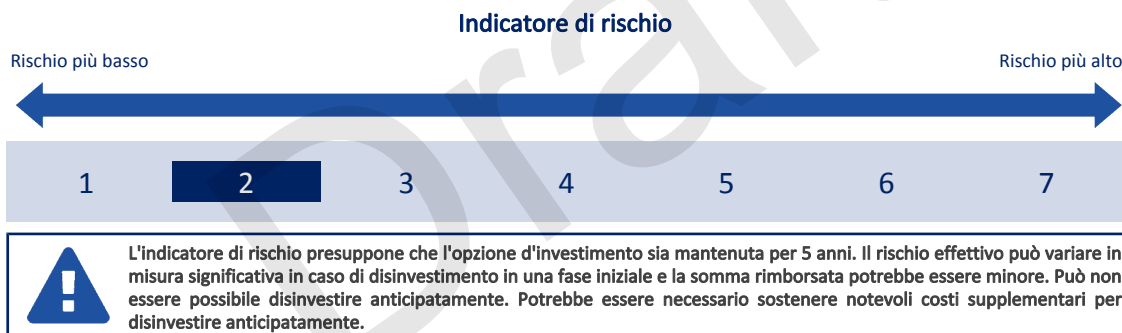 Indicatore di rischio
Rischio più basso
Rischio più alto
1 2 3 4 5 6 7
L'indicatore di rischio presuppone che l'opzione d'investimento sia mantenuta per 5 anni. Il rischio effettivo può variare in
misura significativa in caso di disinvestimento in una fase iniziale e la somma rimborsata potrebbe essere minore. Può non
essere possibile disinvestire anticipatamente. Potrebbe essere necessario sostenere notevoli costi supplementari per
disinvestire anticipatamente.